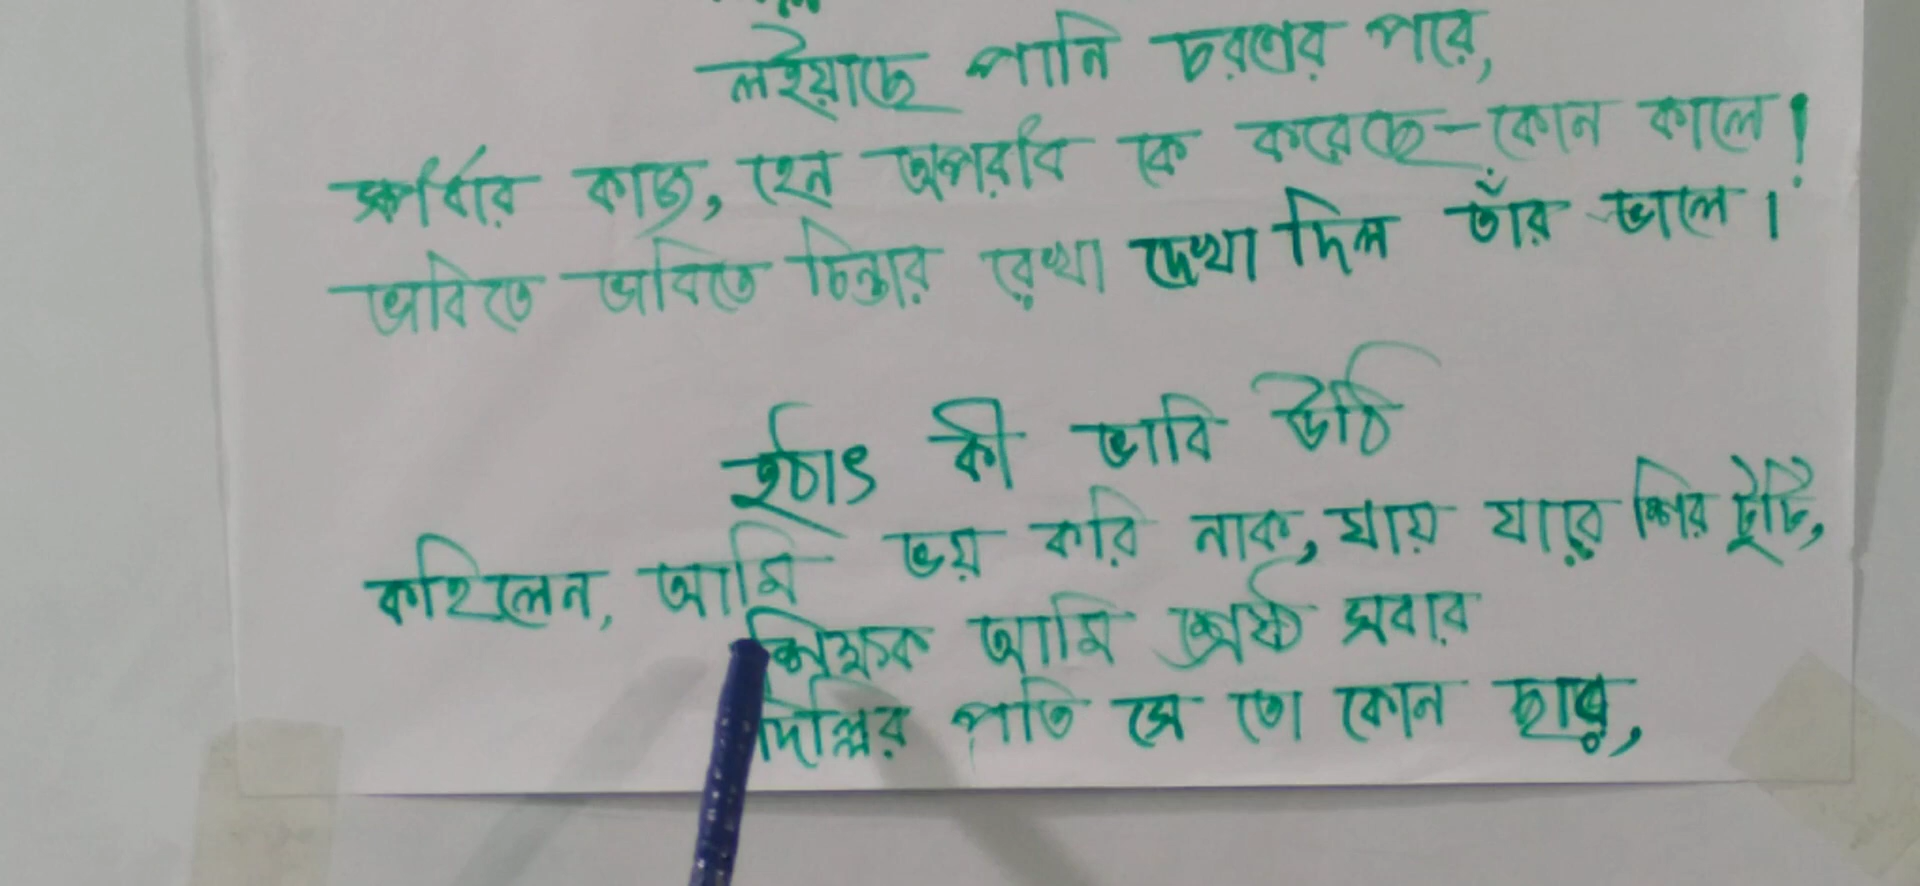 লইয়াছে পানি চরণের পরে,
স্পর্ধার কাজ, হেন অপরাধ কে করেছে-কোন কালে!
ভাবিতে ভাবিতে চিন্তার রেখা দেখা দিল তাঁর ভালে।
হঠাৎ কী ভাবি উঠি
কহিলেন, আমি ভয় করি নাক, যায় যাবে শির টুটি,
শিক্ষক আমি শ্রেষ্ঠ সবার
দিল্লির পতি সে তো কোন ছার,